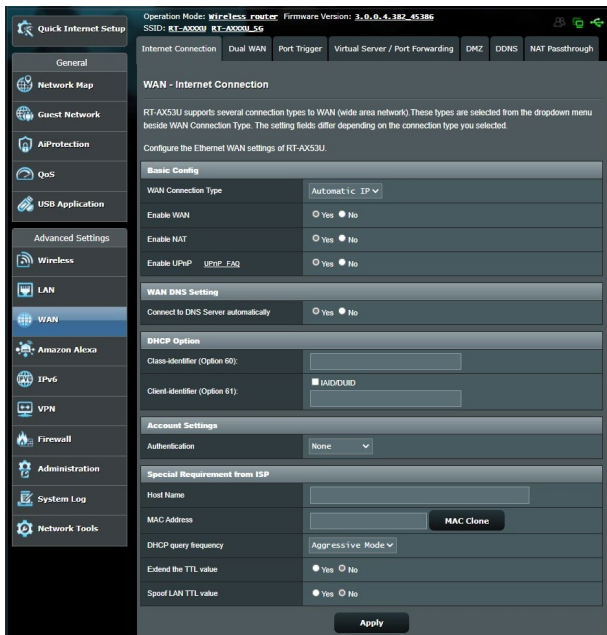 Quick Internet Setup
Operation Mode: Wireless router Firmware Version: 3.0.0.4.382_45386
SSID: RT-AXXXU RT-AXXXU_5G
Internet Connection Dual WAN Port Trigger Virtual Server / Port Forwarding DMZ DDNS NAT Passthrough
General
Network Map
Guest Network
AiProtection
QoS
USB Application
Advanced Settings
Wireless
LAN
WAN
Amazon Alexa
IPv6
VPN
Firewall
Administration
System Log
Network Tools
WAN - Internet Connection
RT-AX53U supports several connection types to WAN (wide area network).These types are selected from the dropdown menu
beside WAN Connection Type. The setting fields differ depending on the connection type you selected.
Configure the Ethernet WAN settings of RT-AX53U.
Basic Config
WAN Connection Type Automatic IP
Enable WAN Yes No
Enable NAT Yes No
Enable UPnP UPnP FAQ Yes No
WAN DNS Setting
Connect to DNS Server automatically Yes No
DHCP Option
Class-identifier (Option 60):
Client-identifier (Option 61): IAID/DUID
Account Settings
Authentication None
Special Requirement from ISP
Host Name
MAC Address MAC Clone
DHCP query frequency Aggressive Mode
Extend the TTL value Yes No
Spoof LAN TTL value Yes No
Apply